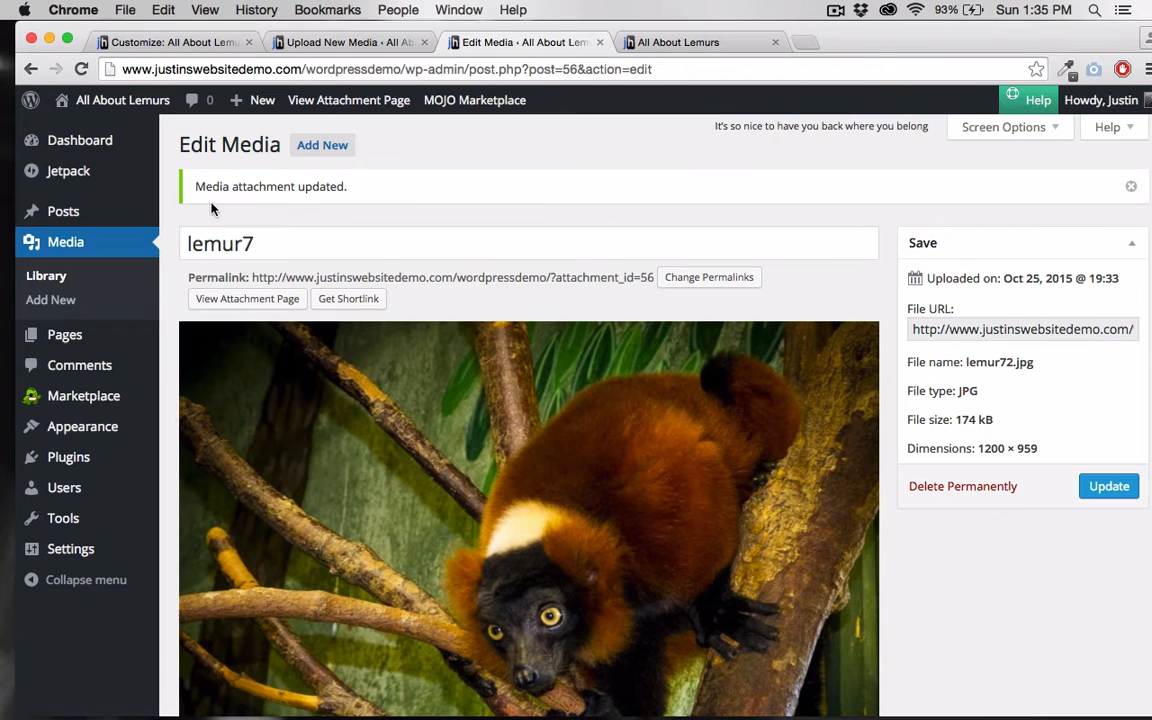 Chrome File Edit View History Bookmarks People Window Help 93% Sun 1:35 PM
Customize: All About Lemu × Upload New Media ‹ All Ab × Edit Media ‹ All About Lem × All About Lemurs ×
www.justinswebsitedemo.com/wordpressdemo/wp-admin/post.php?post=56&action=edit
All About Lemurs 0 + New View Attachment Page MOJO Marketplace Help Howdy, Justin
It's so nice to have you back where you belong Screen Options Help
Dashboard
Jetpack
Posts
Media
Library
Add New
Pages
Comments
Marketplace
Appearance
Plugins
Users
Tools
Settings
Collapse menu
Edit Media Add New
Media attachment updated.
lemur7
Permalink: http://www.justinswebsitedemo.com/wordpressdemo/?attachment_id=56 Change Permalinks
View Attachment Page Get Shortlink
Save
Uploaded on: Oct 25, 2015 @ 19:33
File URL:
http://www.justinswebsitedemo.com/
File name: lemur72.jpg
File type: JPG
File size: 174 kB
Dimensions: 1200 × 959
Delete Permanently Update